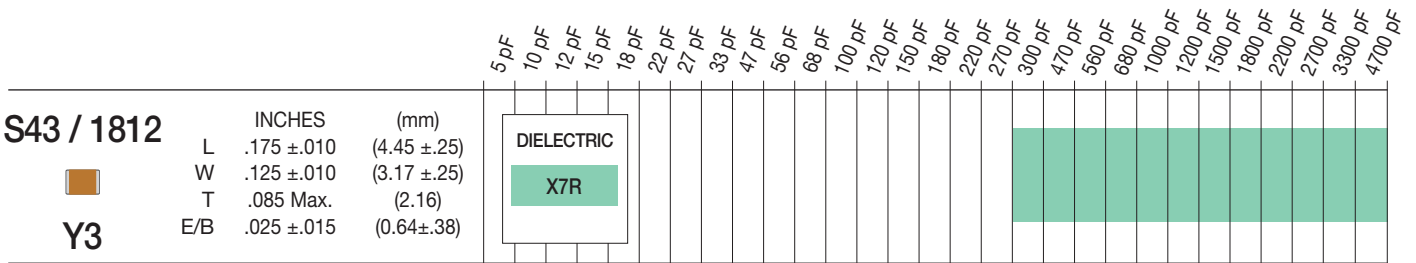 5 pF 10 pF 12 pF 15 pF 18 pF 22 pF 27 pF 33 pF 47 pF 56 pF 68 pF 100 pF 120 pF 150 pF 180 pF 220 pF 270 pF 300 pF 470 pF 560 pF 680 pF 1000 pF 1200 pF 1500 pF 1800 pF 2200 pF 2700 pF 3300 pF 4700 pF
S43 / 1812
Y3
INCHES (mm)
L .175 ±.010 (4.45 ±.25)
W .125 ±.010 (3.17 ±.25)
T .085 Max. (2.16)
E/B .025 ±.015 (0.64±.38)
DIELECTRIC
X7R